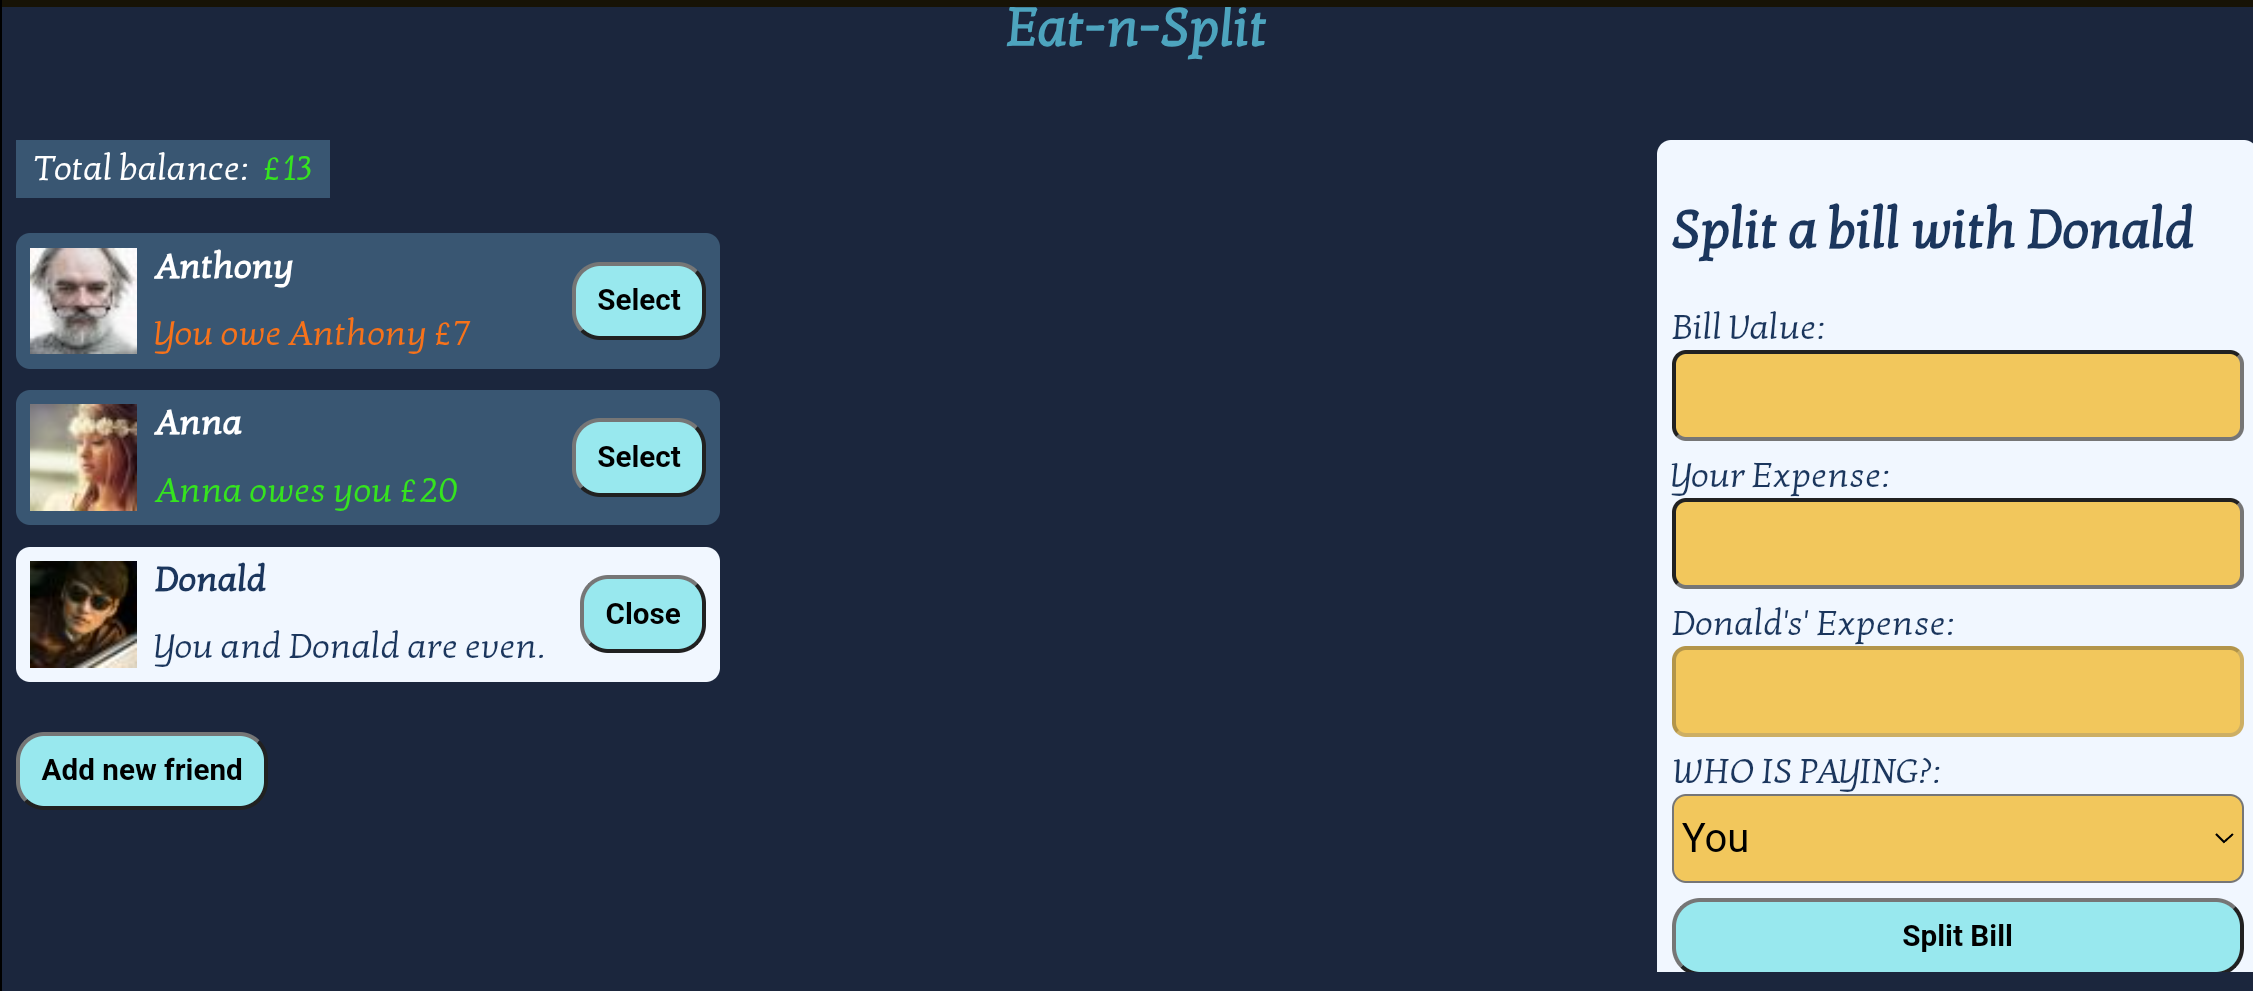 Eat-n-Split
Total balance: £13
Anthony
You owe Anthony £7
Select
Anna
Anna owes you £20
Select
Donald
You and Donald are even.
Close
Add new friend
Split a bill with Donald
Bill Value:
Your Expense:
Donald's' Expense:
WHO IS PAYING?:
You
Split Bill